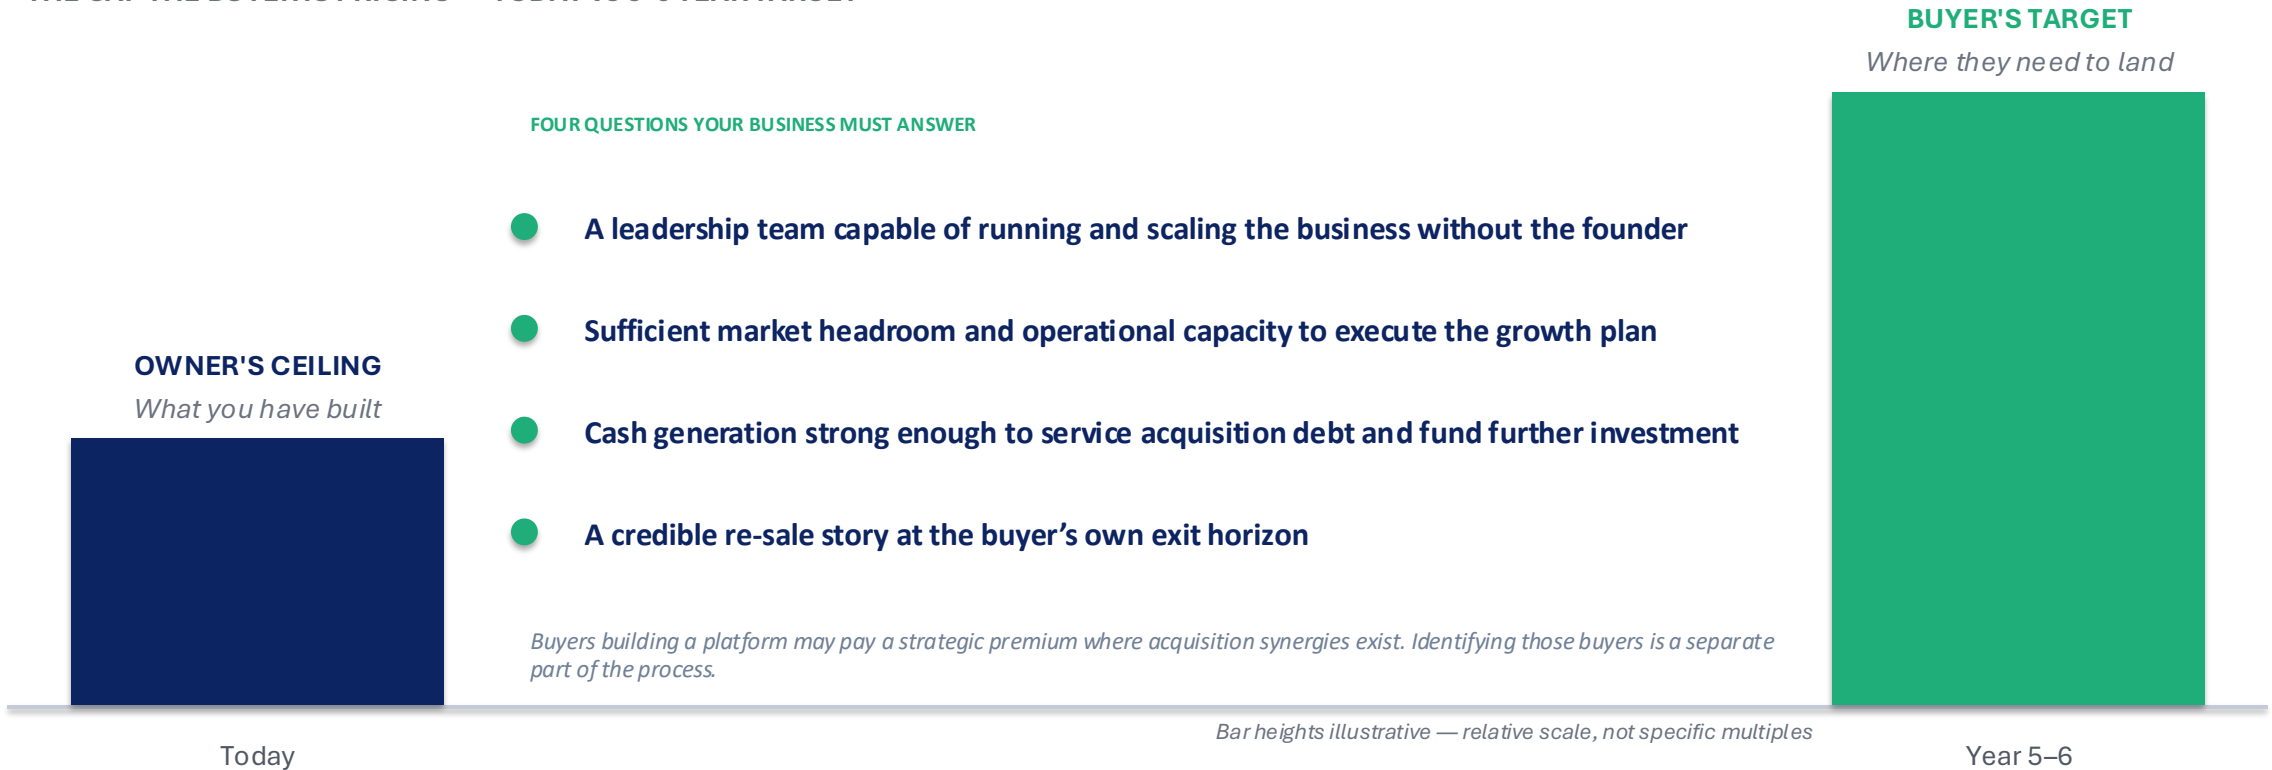 BUYER'S TARGET
Where they need to land
FOUR QUESTIONS YOUR BUSINESS MUST ANSWER
A leadership team capable of running and scaling the business without the founder
Sufficient market headroom and operational capacity to execute the growth plan
OWNER'S CEILING
What you have built
Cash generation strong enough to service acquisition debt and fund further investment
A credible re-sale story at the buyer’s own exit horizon
Buyers building a platform may pay a strategic premium where acquisition synergies exist. Identifying those buyers is a separate
part of the process.
Bar heights illustrative — relative scale, not specific multiples
Today
Year 5–6